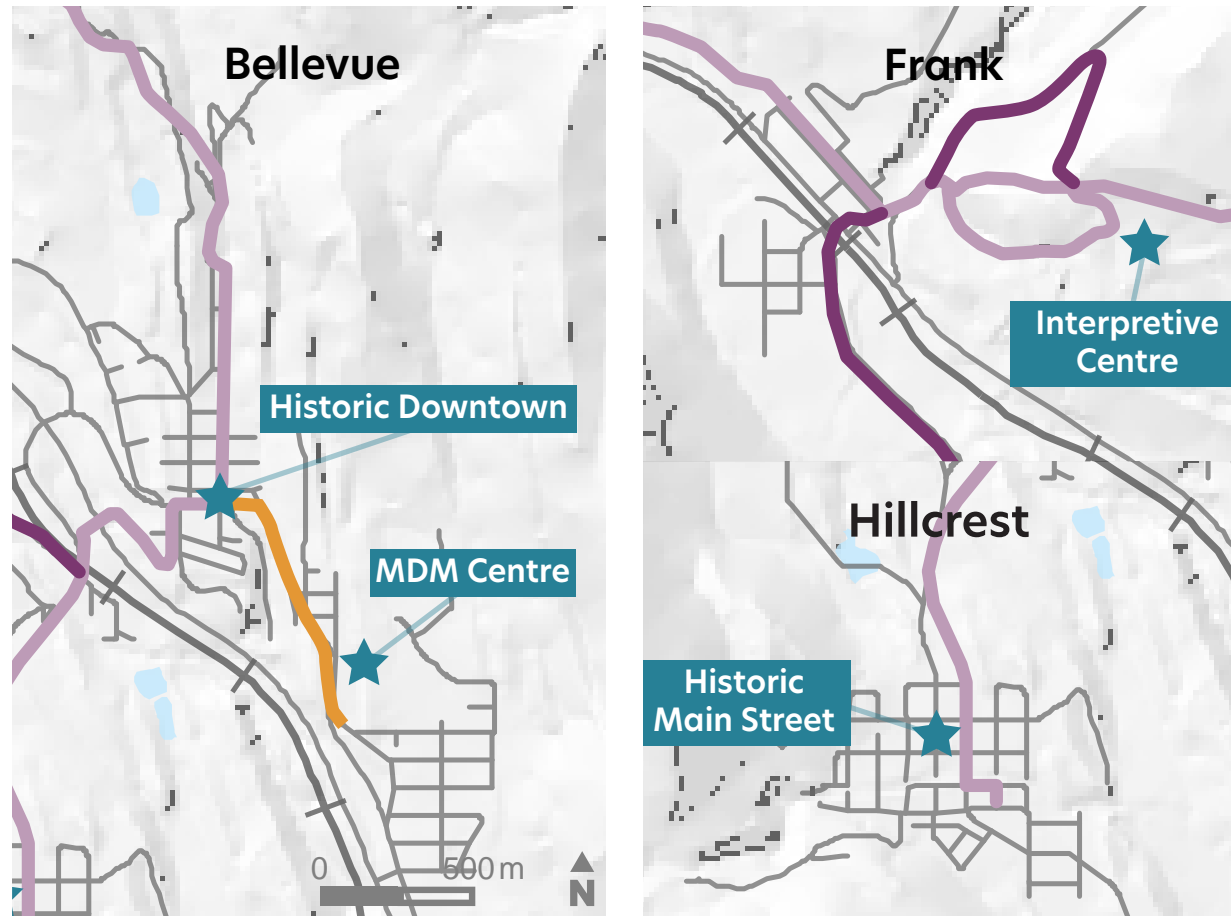 Bellevue
Historic Downtown
MDM Centre
0 500 m
N
Frank
Interpretive
Centre
Hillcrest
Historic
Main Street